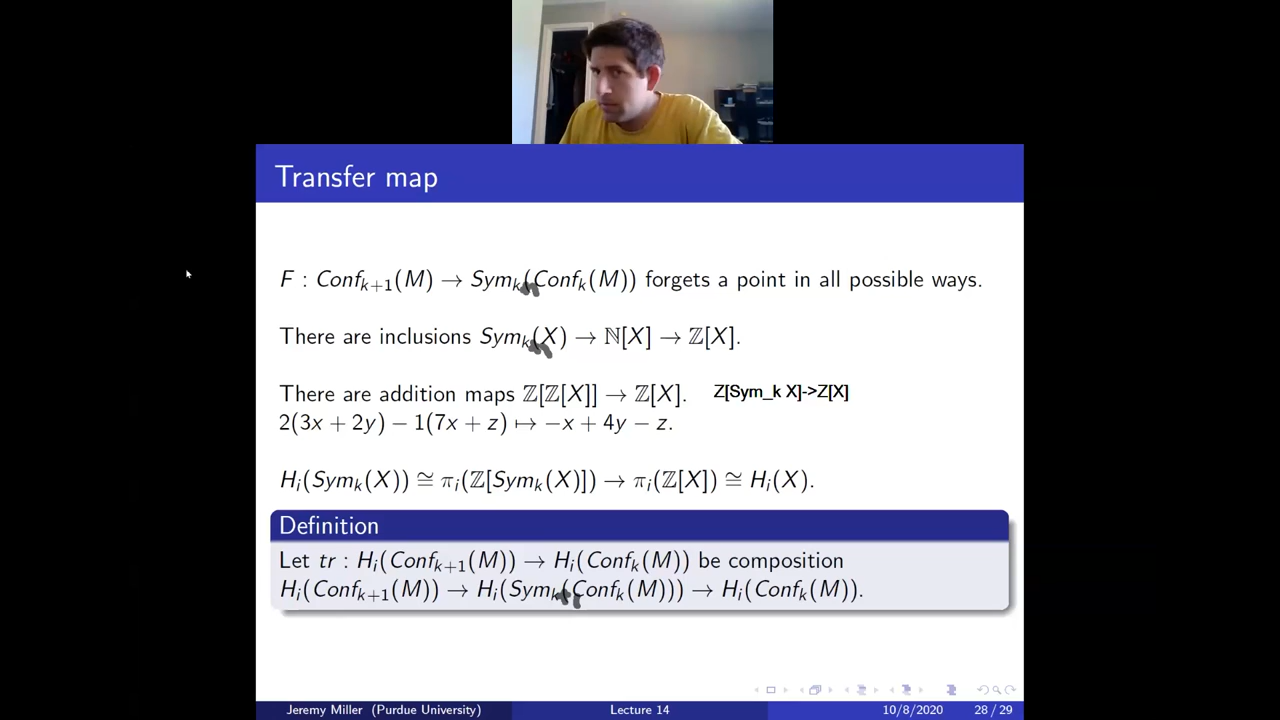 Transfer map
F : Conf_{k+1}(M) → Sym_k(Conf_k(M)) forgets a point in all possible ways.
There are inclusions Sym_k(X) → ℕ[X] → ℤ[X].
There are addition maps ℤ[ℤ[X]] → ℤ[X]. Z[Sym_k X]->Z[X]
2(3x + 2y) − 1(7x + z) ↦ −x + 4y − z.
H_i(Sym_k(X)) ≅ π_i(ℤ[Sym_k(X)]) → π_i(ℤ[X]) ≅ H_i(X).
Definition
Let tr : H_i(Conf_{k+1}(M)) → H_i(Conf_k(M)) be composition
H_i(Conf_{k+1}(M)) → H_i(Sym_k(Conf_k(M))) → H_i(Conf_k(M)).
Jeremy Miller (Purdue University) Lecture 14 10/8/2020 28 / 29